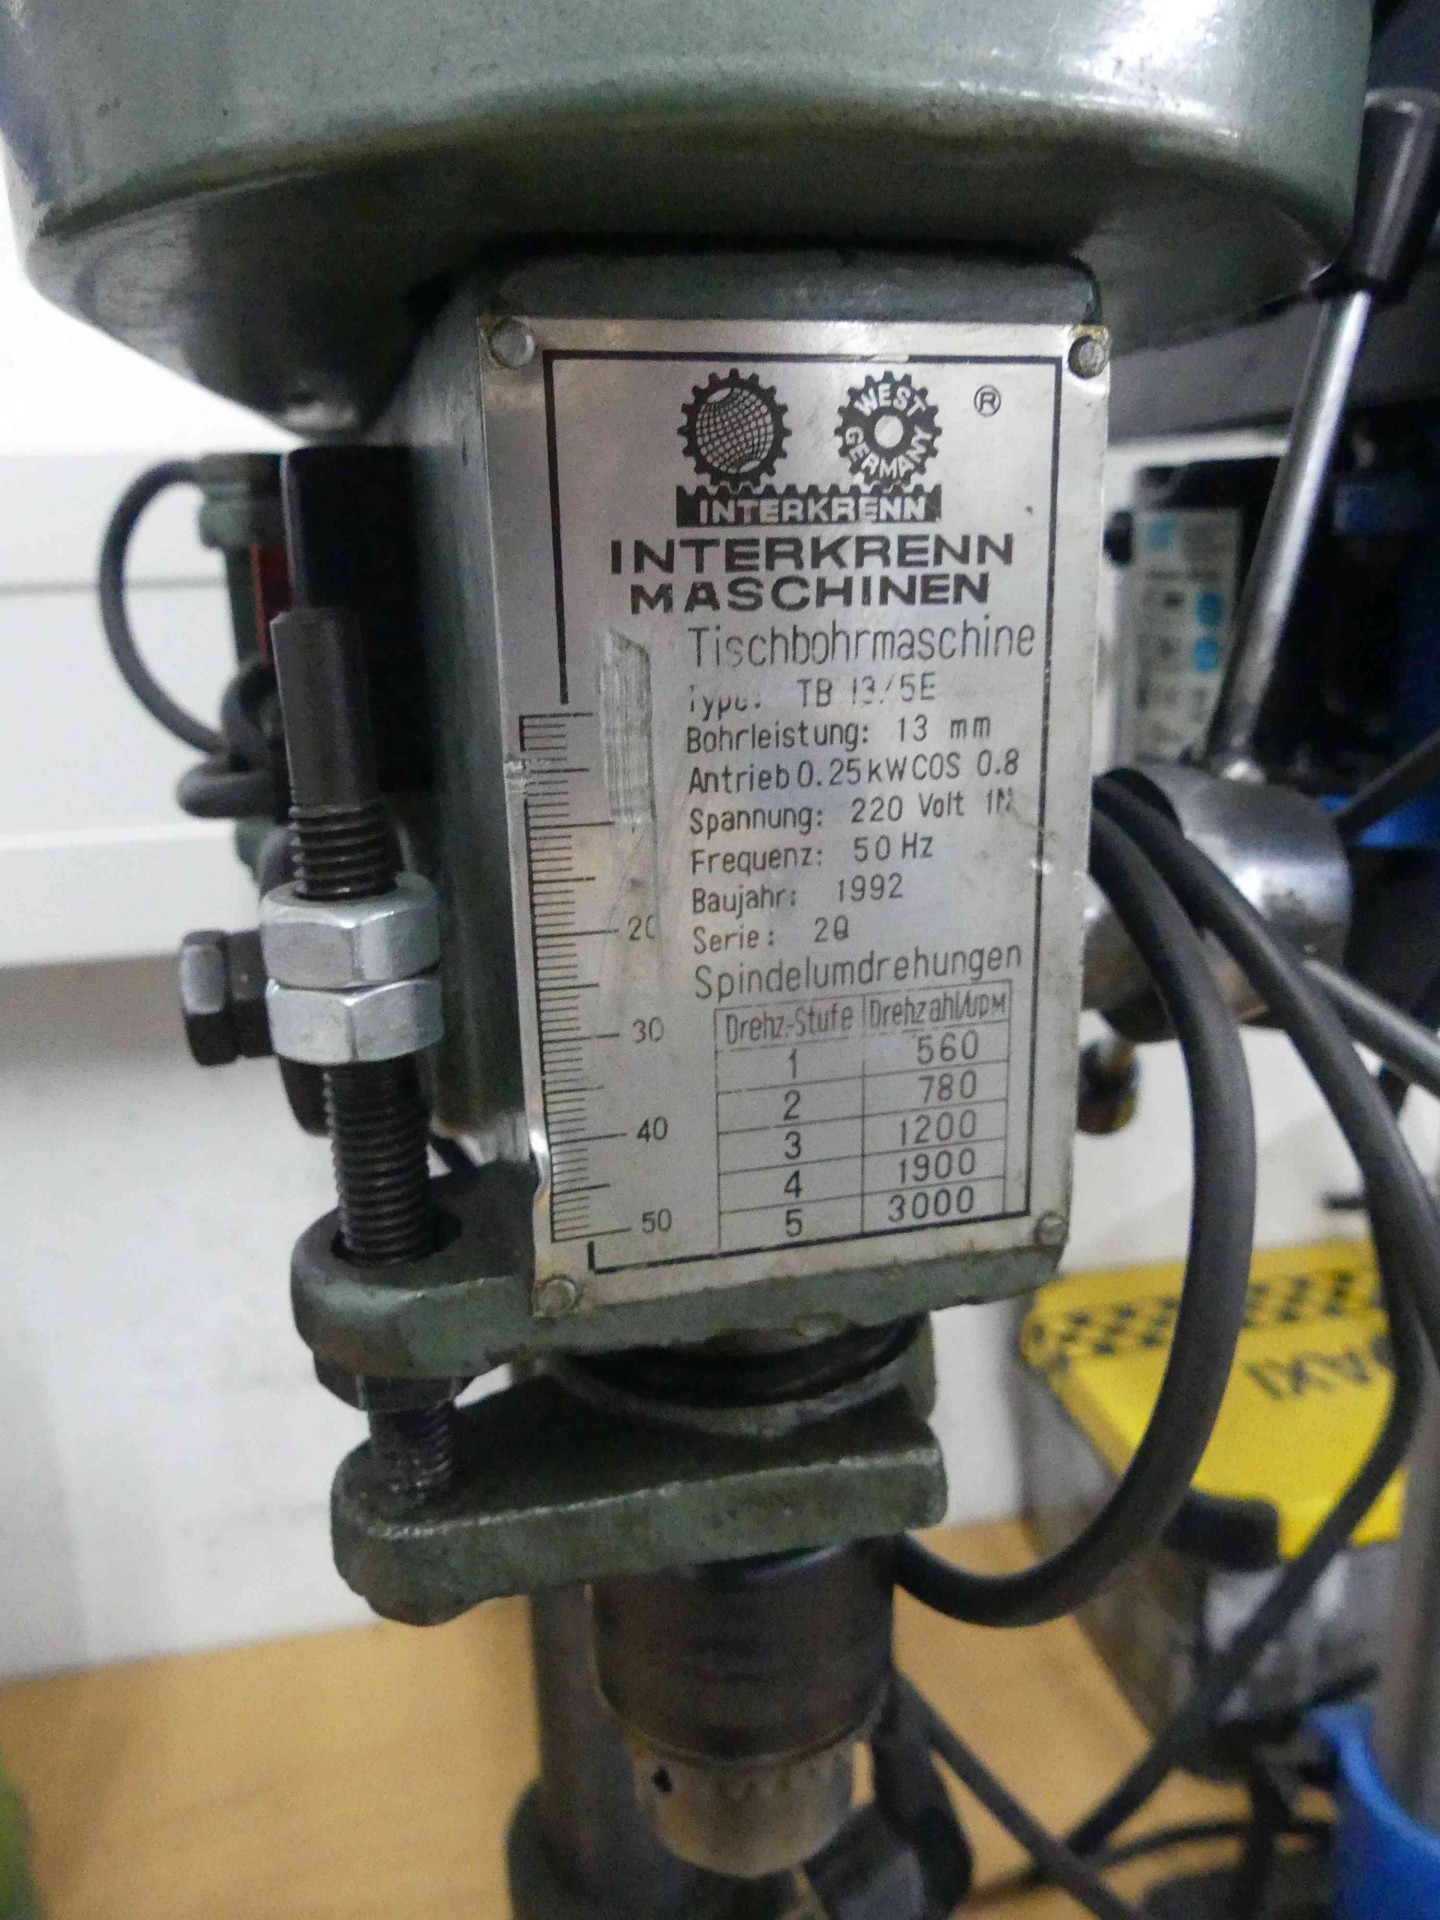 WEST GERMANY
®
INTERKRENN
INTERKRENN
MASCHINEN
Tischbohrmaschine
Type: TB 13/5E
Bohrleistung: 13 mm
Antrieb 0.25kW COS 0.8
Spannung: 220 Volt 1N
Frequenz: 50 Hz
Baujahr: 1992
Serie: 2Q
Spindelumdrehungen
Drehz.-Stufe Drehzahl/UpM
1 560
2 780
3 1200
4 1900
5 3000
20
30
40
50
TAXI